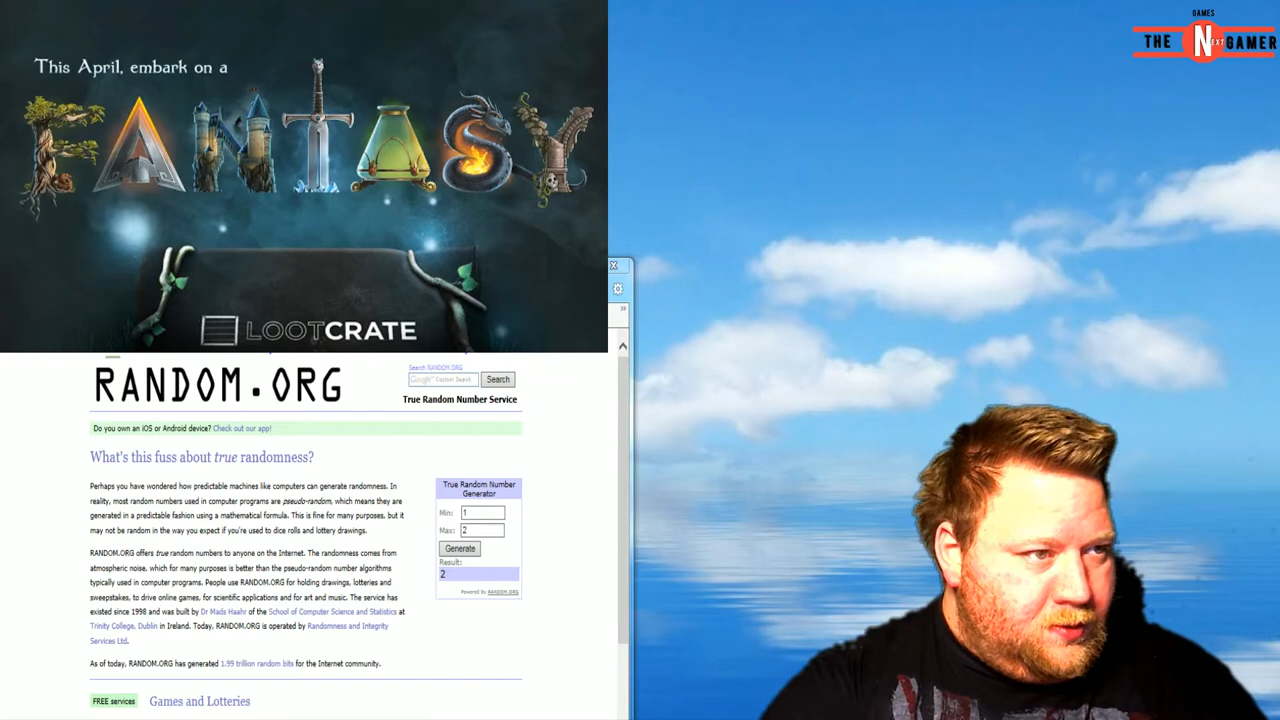 This April, embark on a
FANTASY
LOOTCRATE
GAMES
THE NEXT GAMER
RANDOM.ORG
Search RANDOM.ORG
Google Custom Search
Search
True Random Number Service
Do you own an iOS or Android device? Check out our app!
What's this fuss about true randomness?
Perhaps you have wondered how predictable machines like computers can generate randomness. In
reality, most random numbers used in computer programs are pseudo-random, which means they are
generated in a predictable fashion using a mathematical formula. This is fine for many purposes, but it
may not be random in the way you expect if you're used to dice rolls and lottery drawings.
RANDOM.ORG offers true random numbers to anyone on the Internet. The randomness comes from
atmospheric noise, which for many purposes is better than the pseudo-random number algorithms
typically used in computer programs. People use RANDOM.ORG for holding drawings, lotteries and
sweepstakes, to drive online games, for scientific applications and for art and music. The service has
existed since 1998 and was built by Dr Mads Haahr of the School of Computer Science and Statistics at
Trinity College, Dublin in Ireland. Today, RANDOM.ORG is operated by Randomness and Integrity
Services Ltd.
As of today, RANDOM.ORG has generated 1.99 trillion random bits for the Internet community.
True Random Number
Generator
Min: 1
Max: 2
Generate
Result:
2
Powered by RANDOM.ORG
FREE services
Games and Lotteries